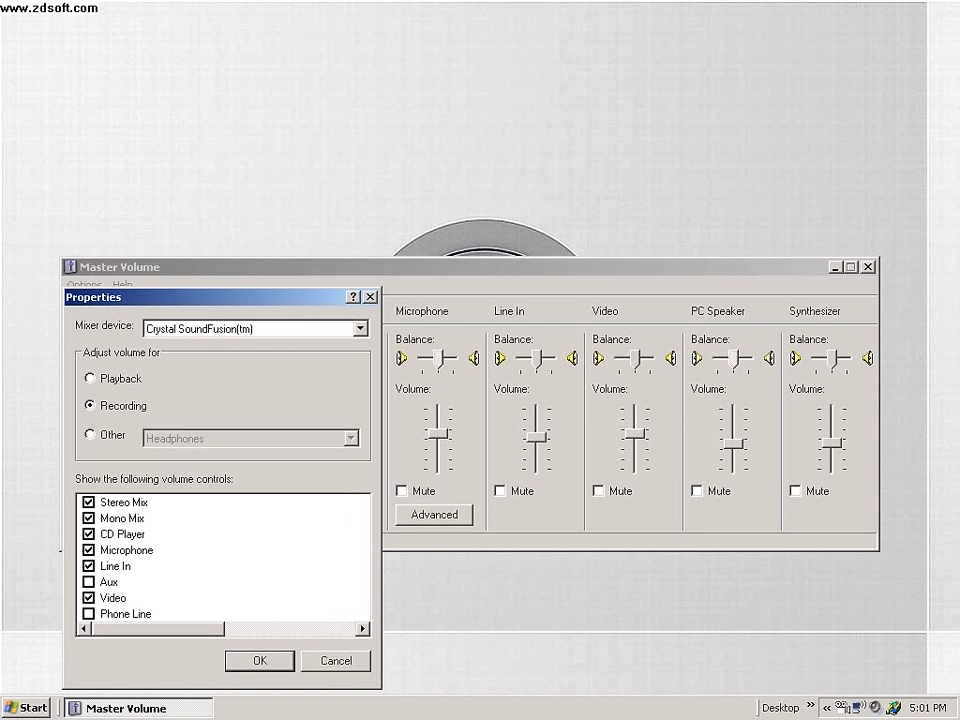 www.zdsoft.com
Master Volume
Options Help
Properties
Mixer device: Crystal SoundFusion(tm)
Adjust volume for
Playback
Recording
Other Headphones
Show the following volume controls:
Stereo Mix
Mono Mix
CD Player
Microphone
Line In
Aux
Video
Phone Line
OK Cancel
Microphone Line In Video PC Speaker Synthesizer
Balance: Balance: Balance: Balance: Balance:
Volume: Volume: Volume: Volume: Volume:
Mute Mute Mute Mute Mute
Advanced
Start Master Volume Desktop 5:01 PM